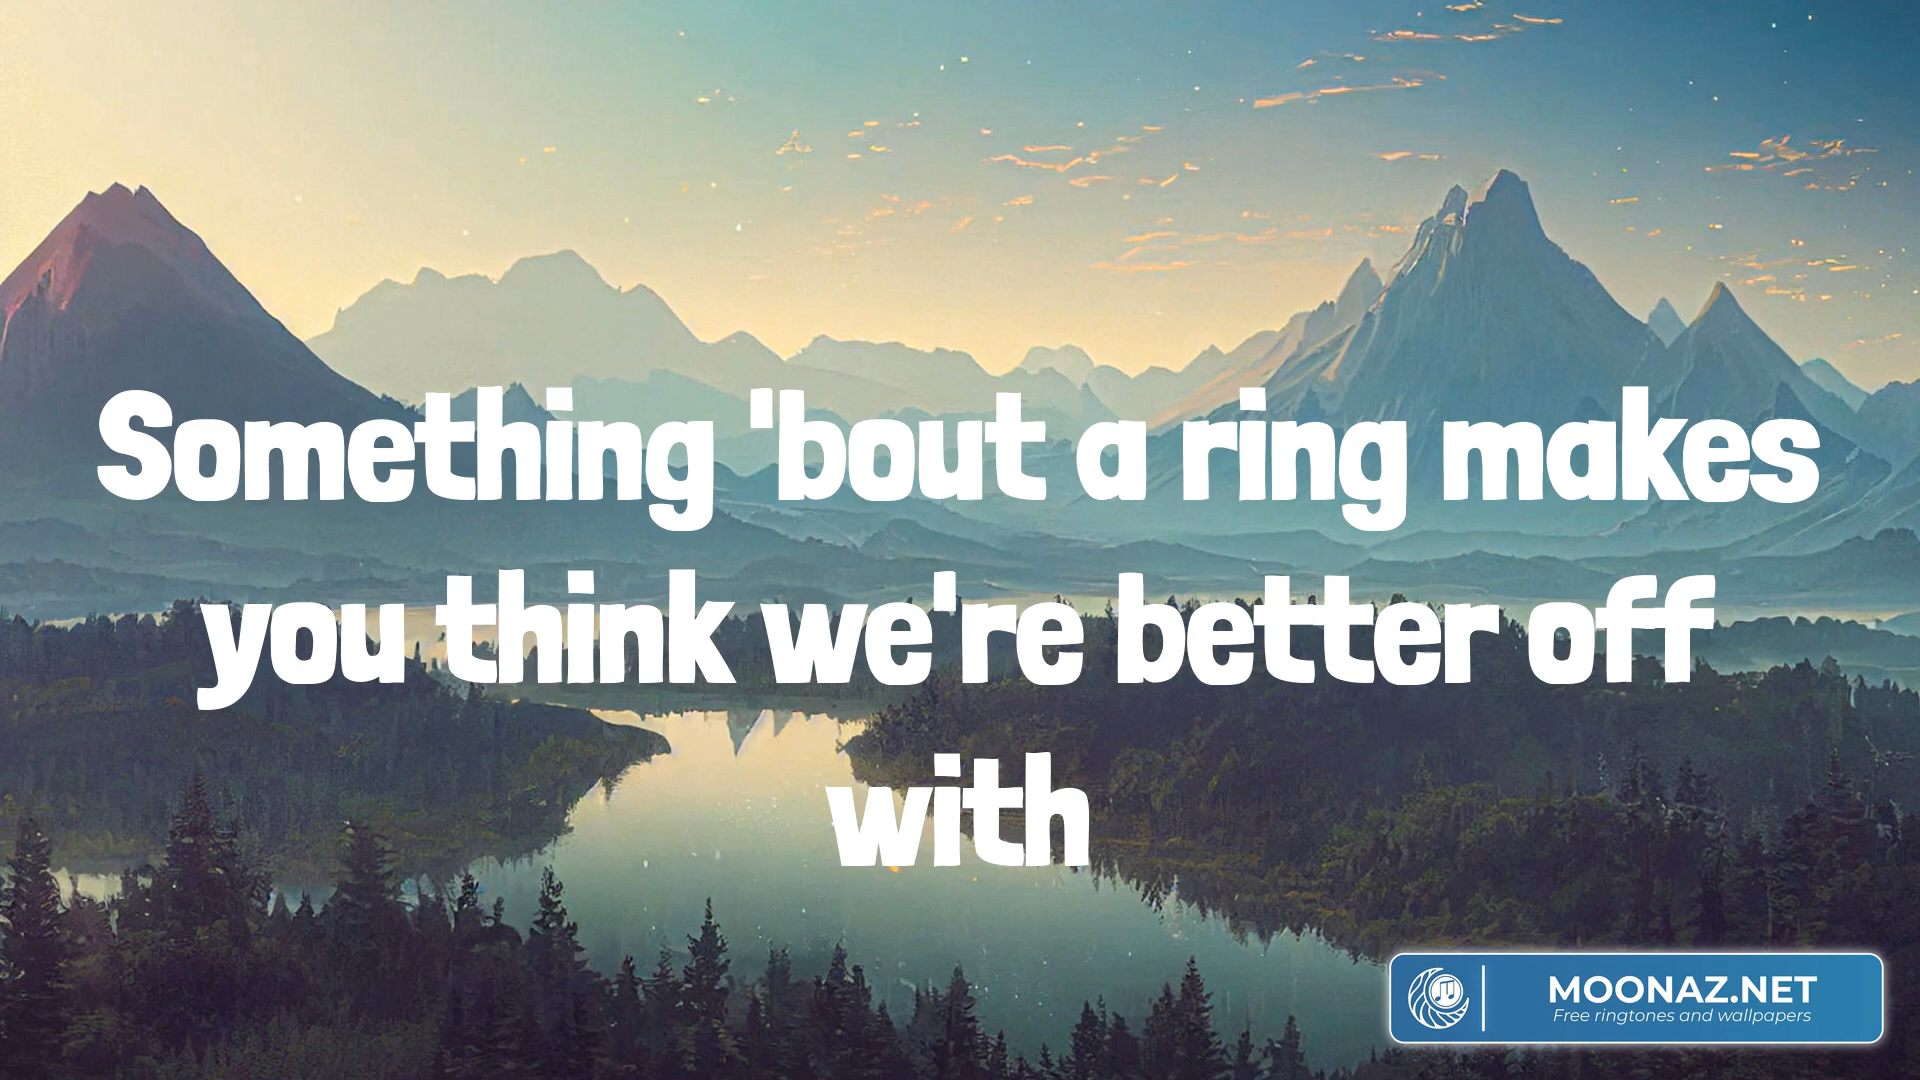 Something 'bout a ring makes
you think we're better off
with
MOONAZ.NET
Free ringtones and wallpapers